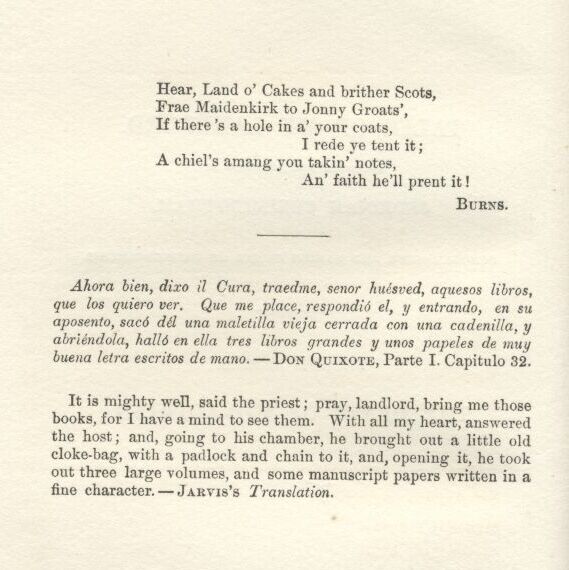 Hear, Land o' Cakes and brither Scots,
Frae Maidenkirk to Jonny Groats',
If there's a hole in a' your coats,
I rede ye tent it;
A chiel's amang you takin' notes,
An' faith he'll prent it!
BURNS.
Ahora bien, dixo il Cura, traedme, senor huésved, aquesos libros,
que los quiero ver. Que me place, respondió el, y entrando, en su
aposento, sacó dél una maletilla vieja cerrada con una cadenilla, y
abriéndola, halló en ella tres libros grandes y unos papeles de muy
buena letra escritos de mano. — DON QUIXOTE, Parte I. Capitulo 32.
It is mighty well, said the priest; pray, landlord, bring me those
books, for I have a mind to see them. With all my heart, answered
the host; and, going to his chamber, he brought out a little old
cloke-bag, with a padlock and chain to it, and, opening it, he took
out three large volumes, and some manuscript papers written in a
fine character. — JARVIS'S Translation.